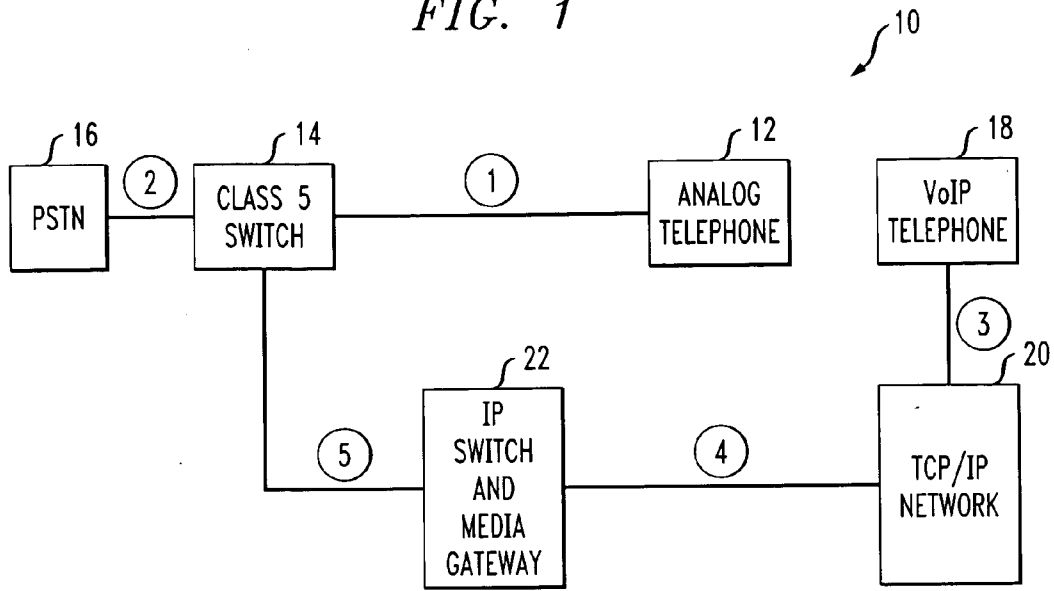 FIG. 1
10
16
14
12
18
2
1
PSTN
CLASS 5
SWITCH
ANALOG
TELEPHONE
VoIP
TELEPHONE
3
20
22
IP
SWITCH
AND
MEDIA
GATEWAY
5
4
TCP/IP
NETWORK